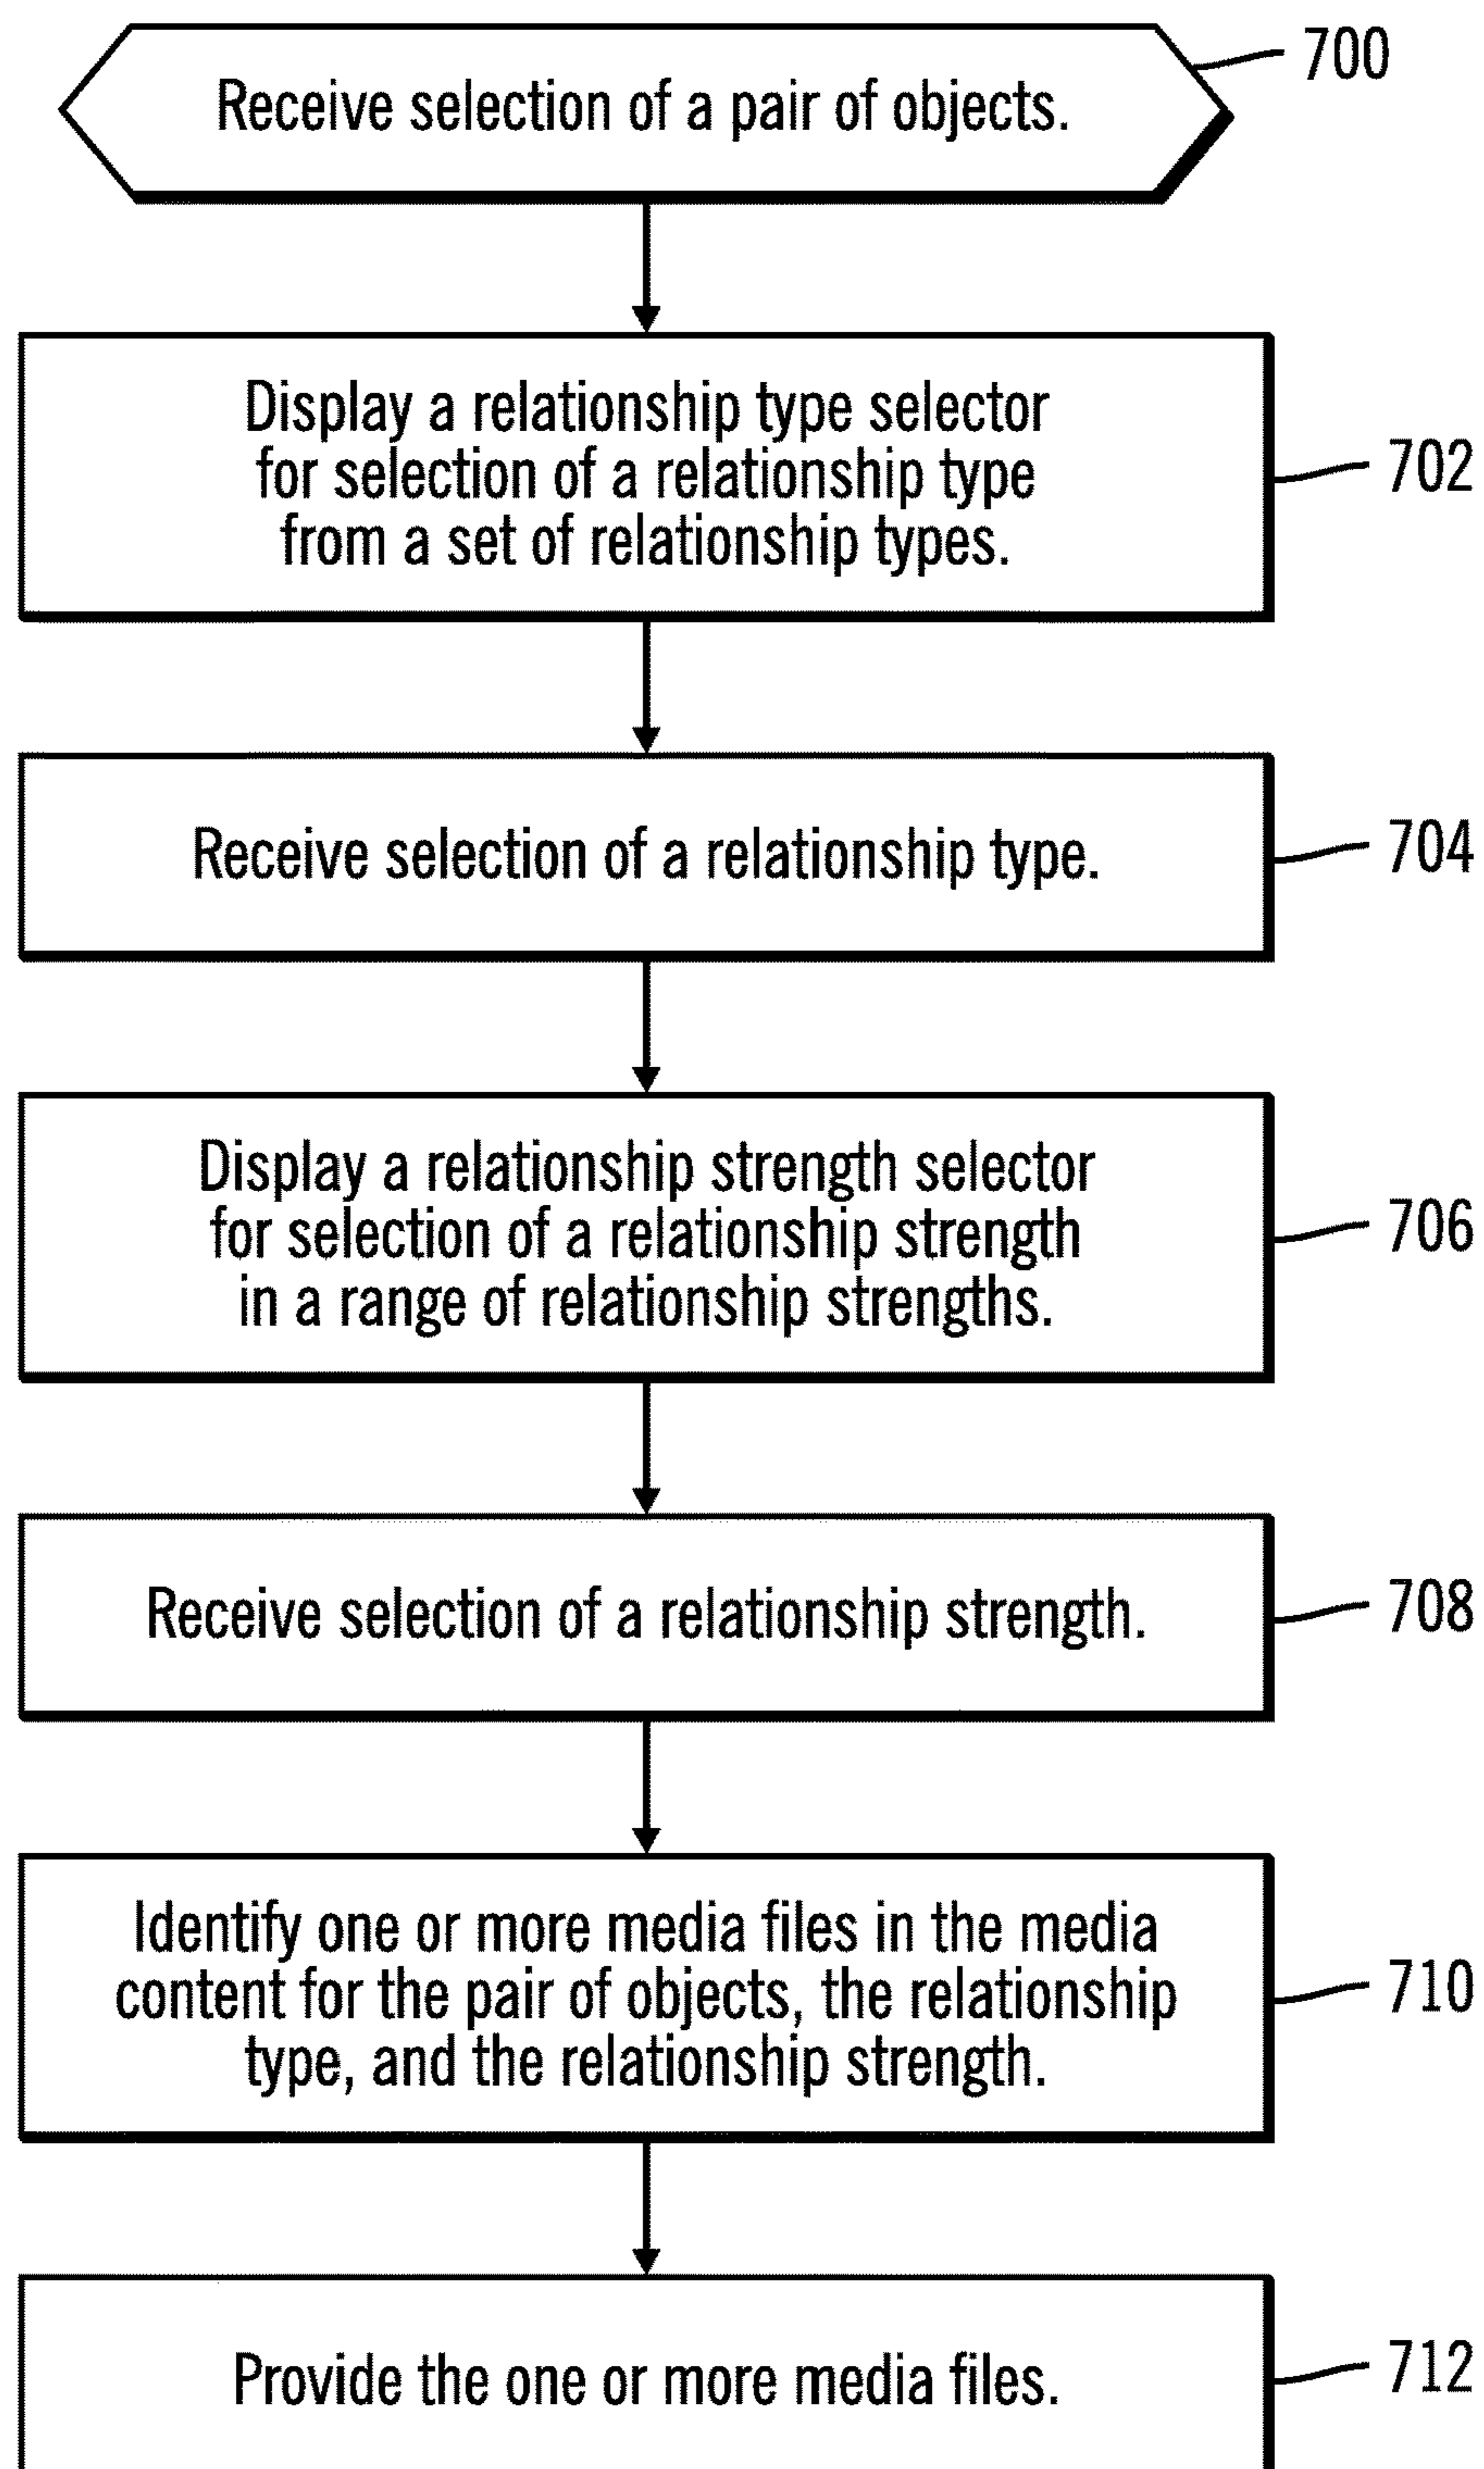 Receive selection of a pair of objects.
700
Display a relationship type selector
for selection of a relationship type
from a set of relationship types.
702
Receive selection of a relationship type.
704
Display a relationship strength selector
for selection of a relationship strength
in a range of relationship strengths.
706
Receive selection of a relationship strength.
708
Identify one or more media files in the media
content for the pair of objects, the relationship
type, and the relationship strength.
710
Provide the one or more media files.
712